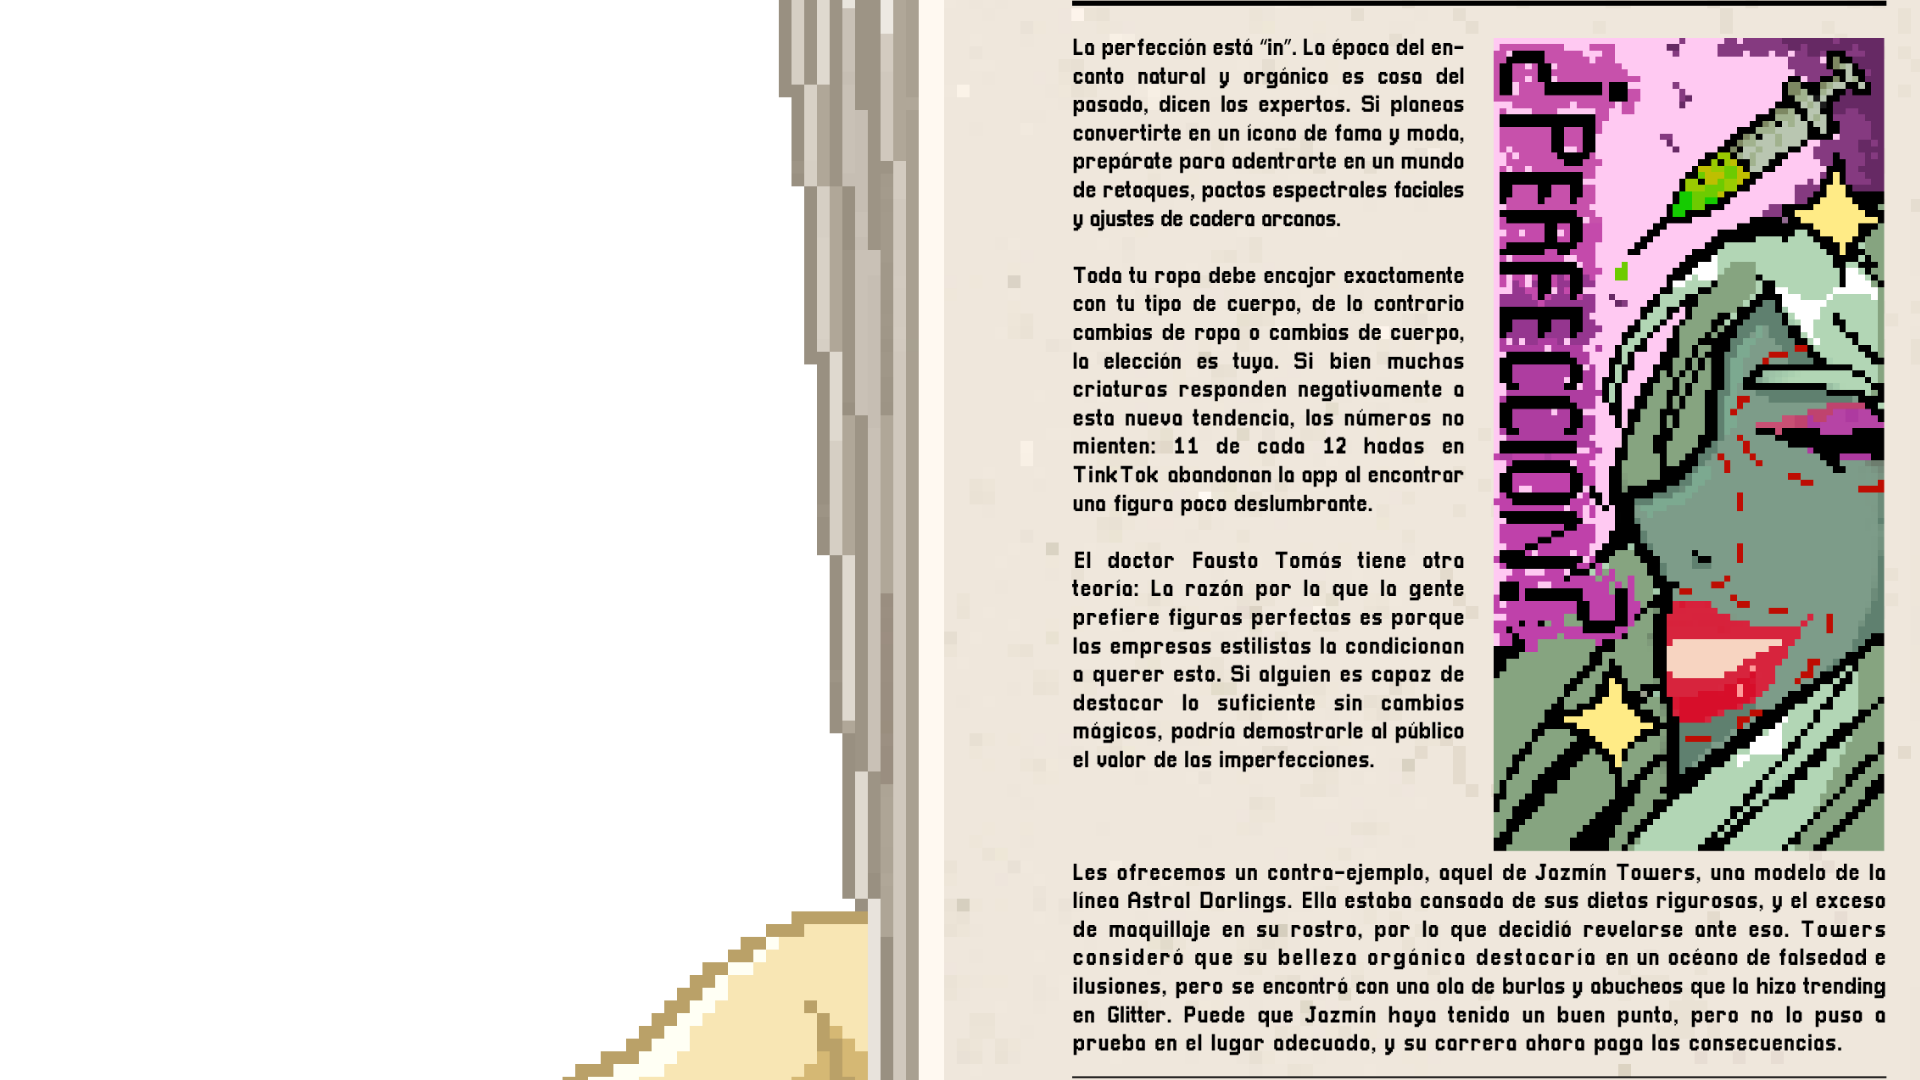 La perfección está “in”. La época del en-
canto natural y orgánico es cosa del
pasado, dicen los expertos. Si planeas
convertirte en un ícono de fama y moda,
prepárate para adentrarte en un mundo
de retoques, pactos espectrales faciales
y ajustes de cadera arcanos.
Toda tu ropa debe encajar exactamente
con tu tipo de cuerpo, de lo contrario
cambias de ropa o cambias de cuerpo,
la elección es tuya. Si bien muchas
criaturas responden negativamente a
esta nueva tendencia, los números no
mienten: 11 de cada 12 hadas en
TinkTok abandonan la app al encontrar
una figura poco deslumbrante.
El doctor Fausto Tomás tiene otra
teoría: La razón por la que la gente
prefiere figuras perfectas es porque
las empresas estilistas la condicionan
a querer esto. Si alguien es capaz de
destacar lo suficiente sin cambios
mágicos, podría demostrarle al público
el valor de las imperfecciones.
¿PERFECCION?
Les ofrecemos un contra-ejemplo, aquel de Jazmín Towers, una modelo de la
línea Astral Darlings. Ella estaba cansada de sus dietas rigurosas, y el exceso
de maquillaje en su rostro, por lo que decidió revelarse ante eso. Towers
consideró que su belleza orgánica destacaría en un océano de falsedad e
ilusiones, pero se encontró con una ola de burlas y abucheos que la hizo trending
en Glitter. Puede que Jazmín haya tenido un buen punto, pero no lo puso a
prueba en el lugar adecuado, y su carrera ahora paga las consecuencias.